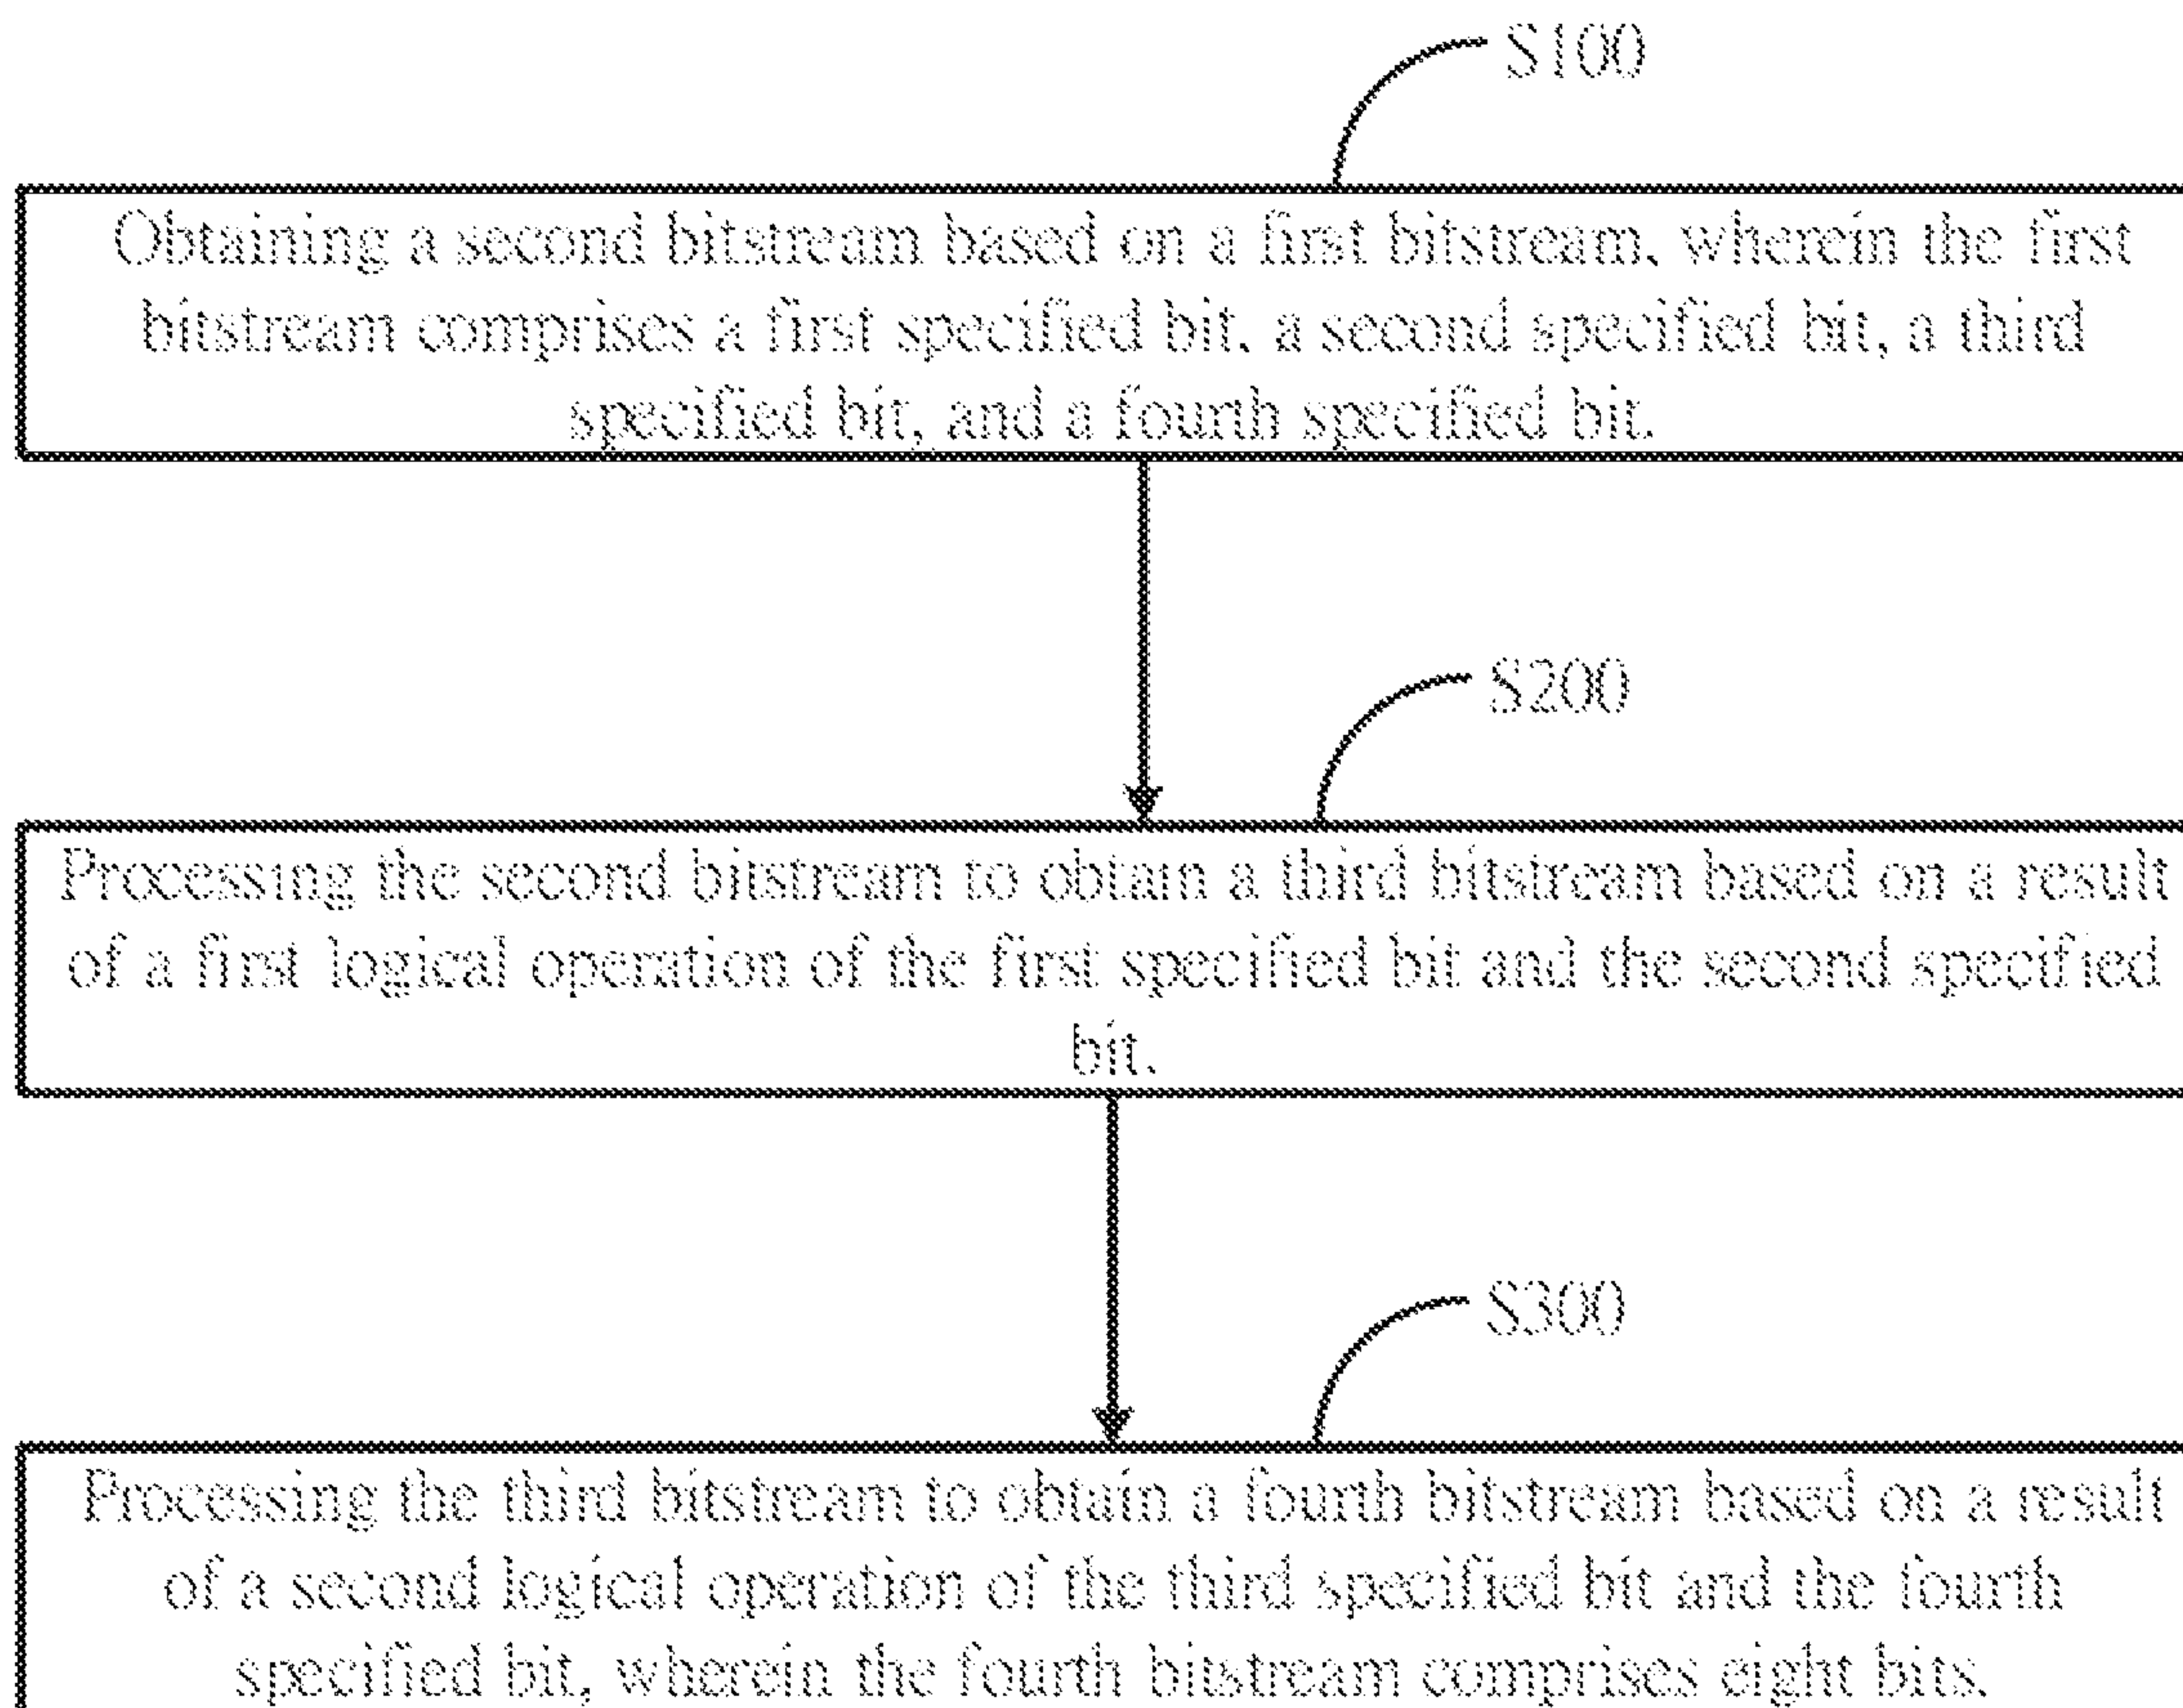 S100
Obtaining a second bitstream based on a first bitstream, wherein the first
bitstream comprises a first specified bit, a second specified bit, a third
specified bit, and a fourth specified bit.
S200
Processing the second bitstream to obtain a third bitstream based on a result
of a first logical operation of the first specified bit and the second specified
bit.
S300
Processing the third bitstream to obtain a fourth bitstream based on a result
of a second logical operation of the third specified bit and the fourth
specified bit, wherein the fourth bitstream comprises eight bits.